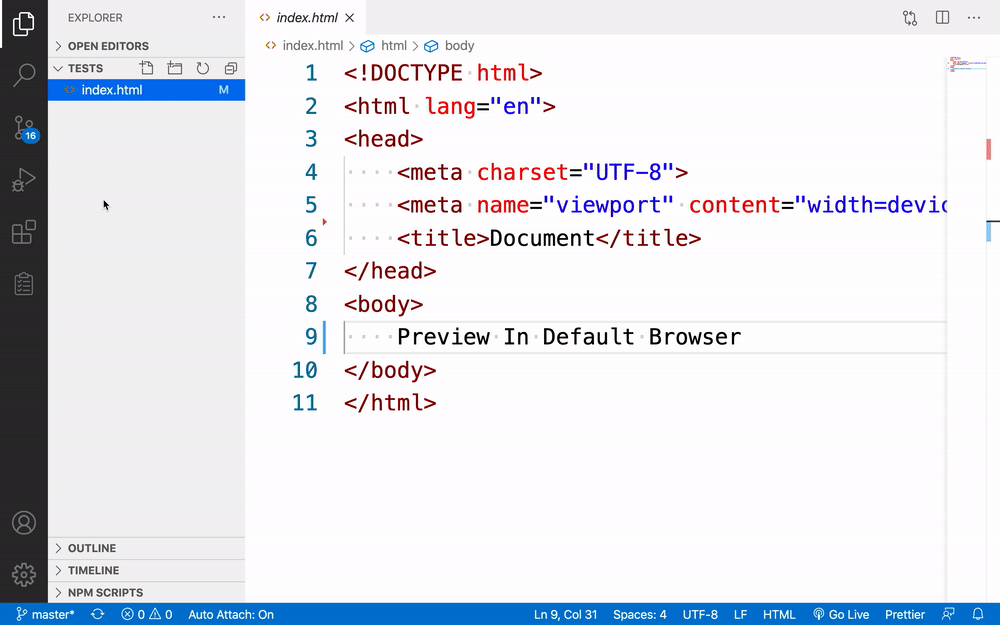 EXPLORER
OPEN EDITORS
TESTS
index.html M
16
OUTLINE
TIMELINE
NPM SCRIPTS
index.html
index.html html body
1 <!DOCTYPE html>
2 <html lang="en">
3 <head>
4 <meta charset="UTF-8">
5 <meta name="viewport" content="width=devic
6 <title>Document</title>
7 </head>
8 <body>
9 Preview In Default Browser
10 </body>
11 </html>
master* 0 0 Auto Attach: On Ln 9, Col 31 Spaces: 4 UTF-8 LF HTML Go Live Prettier